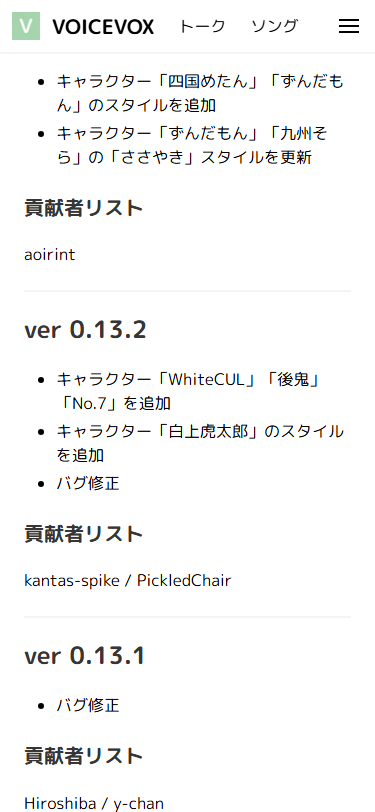 V VOICEVOX トーク ソング
キャラクター「四国めたん」「ずんだも
ん」のスタイルを追加
キャラクター「ずんだもん」「九州そ
ら」の「ささやき」スタイルを更新
貢献者リスト
aoirint
ver 0.13.2
キャラクター「WhiteCUL」「後鬼」
「No.7」を追加
キャラクター「白上虎太郎」のスタイル
を追加
バグ修正
貢献者リスト
kantas-spike / PickledChair
ver 0.13.1
バグ修正
貢献者リスト
Hiroshiba / y-chan